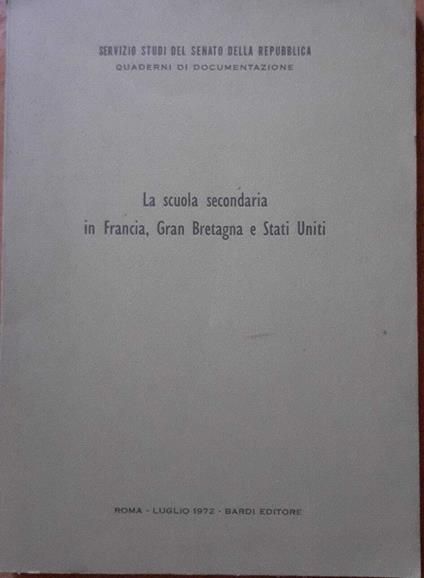 SERVIZIO STUDI DEL SENATO DELLA REPUBBLICA
QUADERNI DI DOCUMENTAZIONE
La scuola secondaria
in Francia, Gran Bretagna e Stati Uniti
ROMA - LUGLIO 1972 - BARDI EDITORE